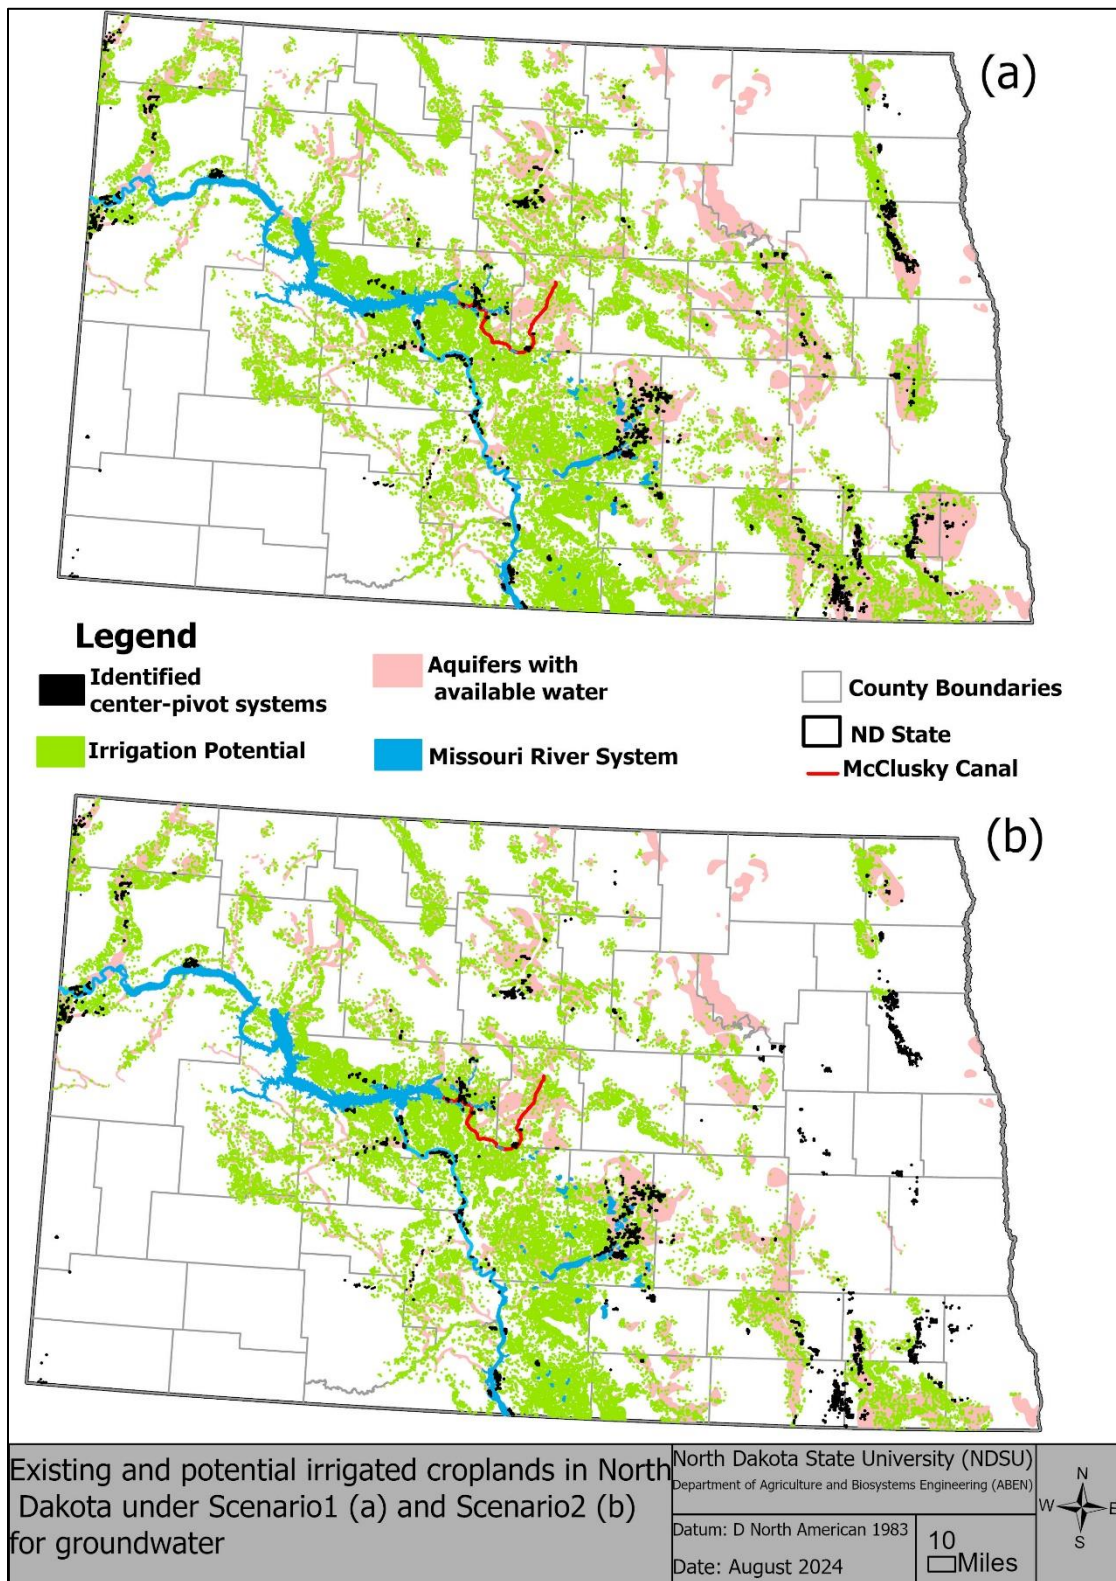 (a)
Legend
Identified
center-pivot systems
Aquifers with
available water
County Boundaries
Irrigation Potential
Missouri River System
ND State
McClusky Canal
(b)
Existing and potential irrigated croplands in North
Dakota under Scenario1 (a) and Scenario2 (b)
for groundwater
North Dakota State University (NDSU)
Department of Agriculture and Biosystems Engineering (ABEN)
Datum: D North American 1983
Date: August 2024
10
Miles
N
W E
S